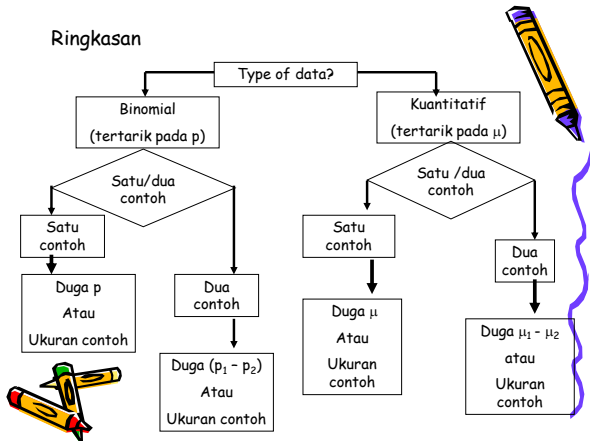 Ringkasan
Type of data?
Binomial
(tertarik pada p)
Kuantitatif
(tertarik pada μ)
Satu/dua
contoh
Satu /dua
contoh
Satu
contoh
Dua
contoh
Satu
contoh
Dua
contoh
Duga p
Atau
Ukuran contoh
Duga (p₁ – p₂)
Atau
Ukuran contoh
Duga μ
Atau
Ukuran
contoh
Duga μ₁ – μ₂
atau
Ukuran
contoh